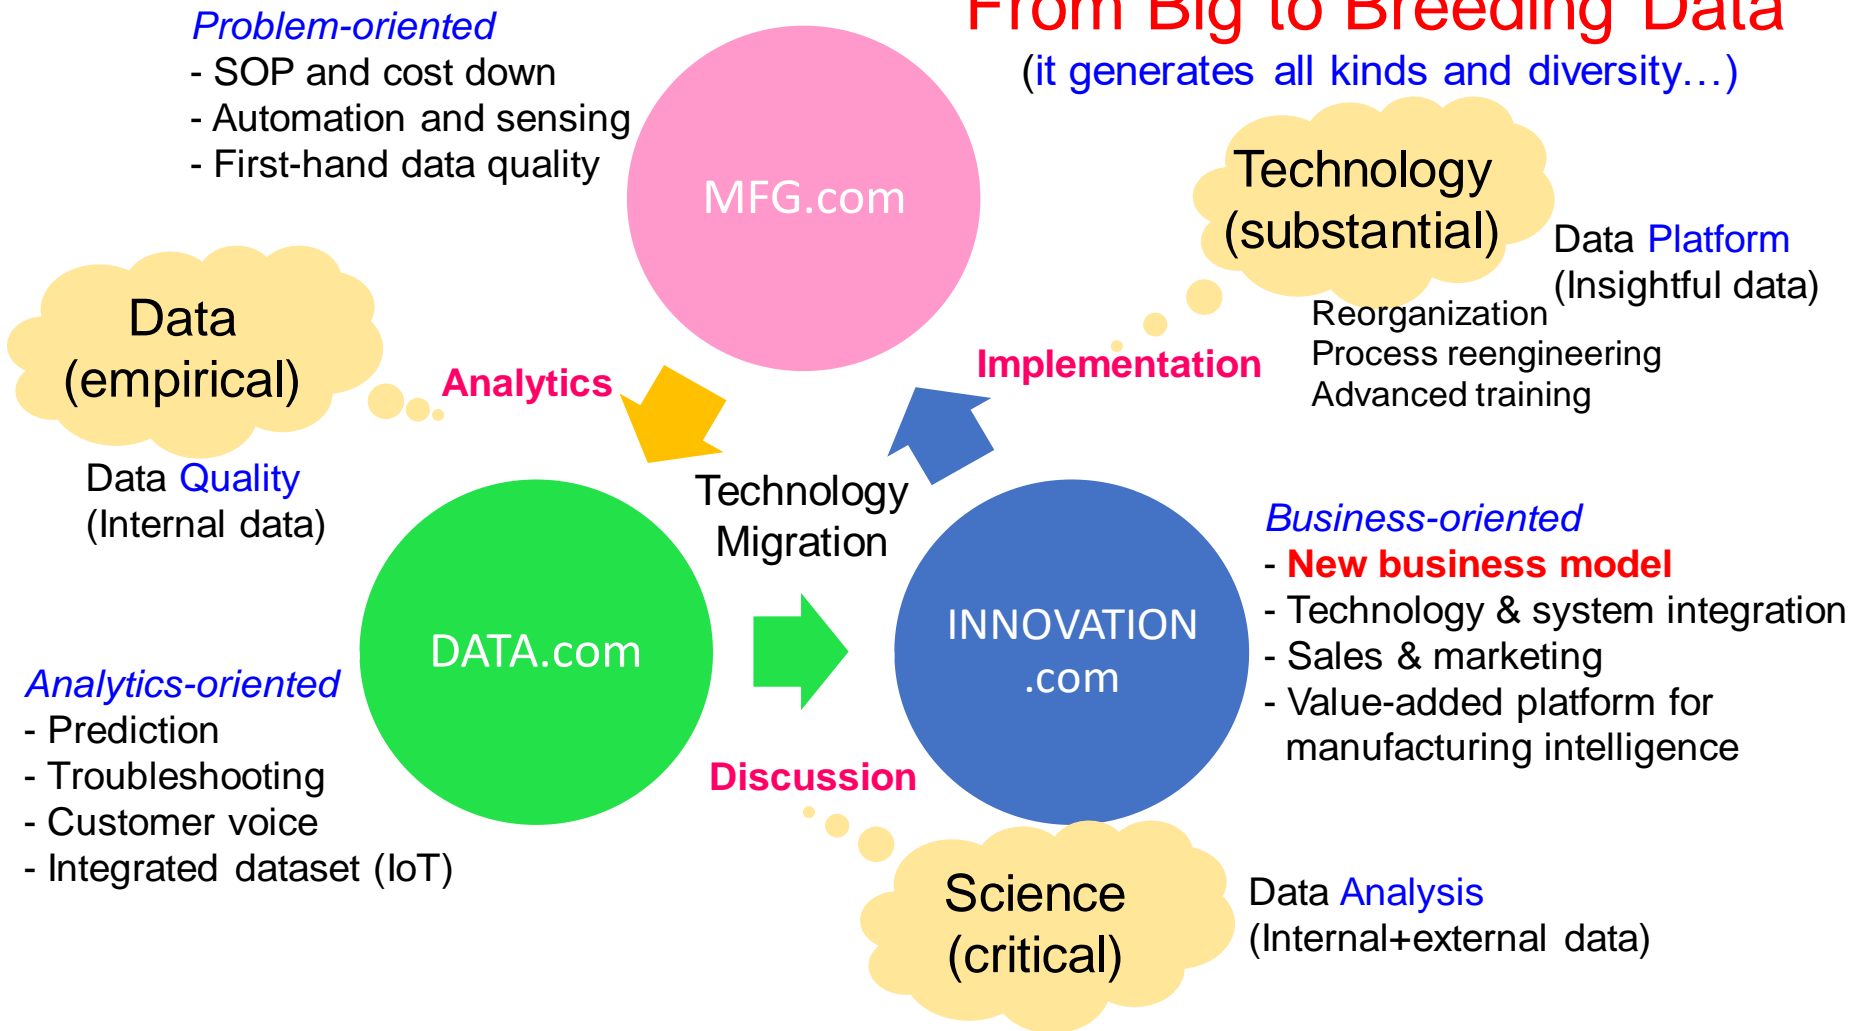 From Big to Breeding Data
(it generates all kinds and diversity…)
Problem-oriented
- SOP and cost down
- Automation and sensing
- First-hand data quality
MFG.com
Technology
(substantial)
Data Platform
(Insightful data)
Reorganization
Process reengineering
Advanced training
Implementation
Data
(empirical)
Analytics
Data Quality
(Internal data)
Technology
Migration
DATA.com
INNOVATION
.com
Business-oriented
- New business model
- Technology & system integration
- Sales & marketing
- Value-added platform for
manufacturing intelligence
Analytics-oriented
- Prediction
- Troubleshooting
- Customer voice
- Integrated dataset (IoT)
Discussion
Science
(critical)
Data Analysis
(Internal+external data)